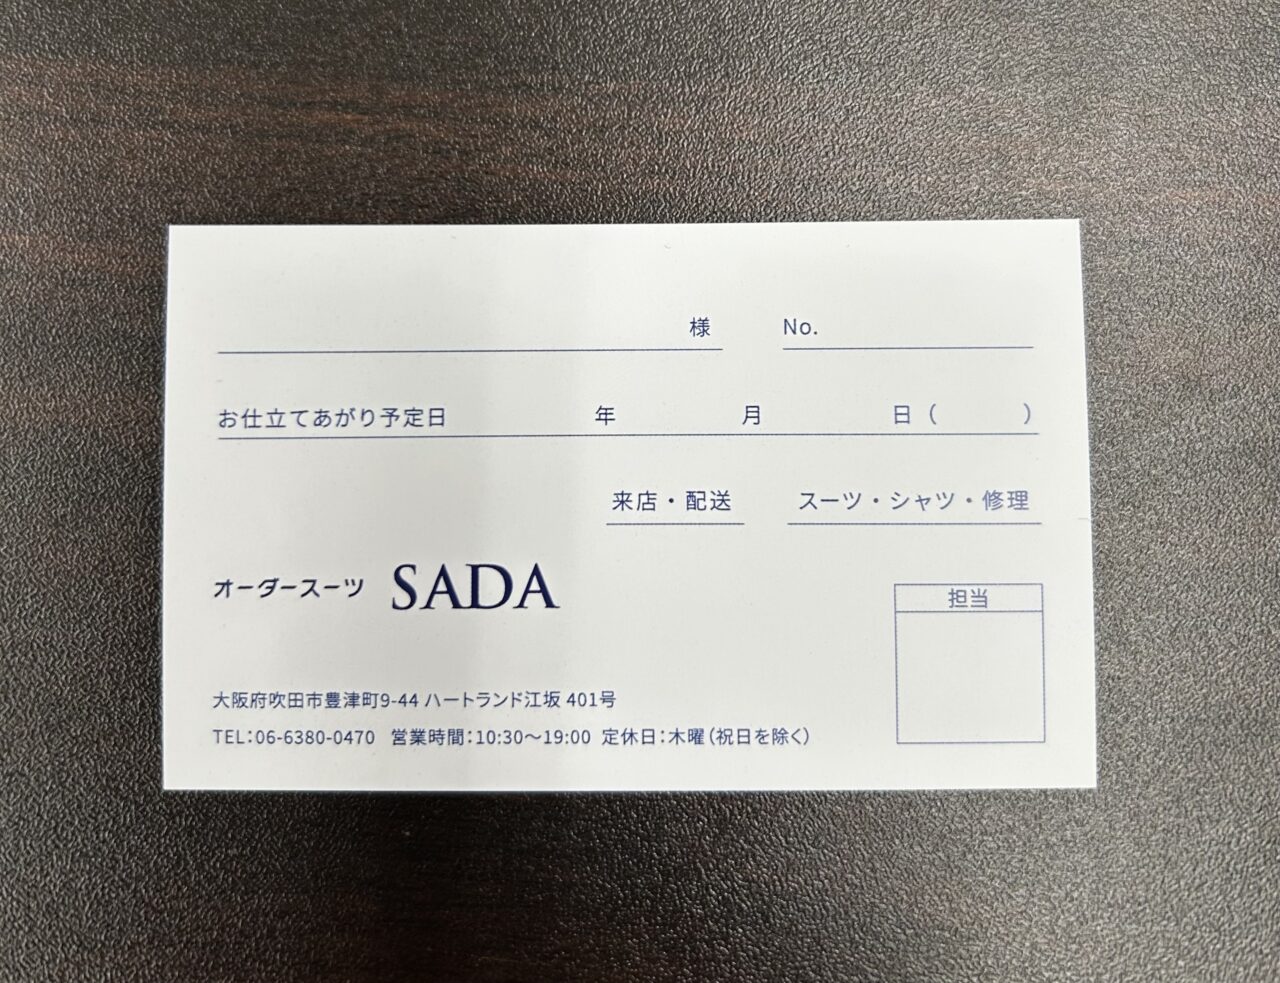 様 No.
お仕立てあがり予定日 年 月 日( )
来店・配送 スーツ・シャツ・修理
オーダースーツ SADA
担当
大阪府吹田市豊津町9-44 ハートランド江坂 401号
TEL:06-6380-0470 営業時間:10:30〜19:00 定休日:木曜(祝日を除く)